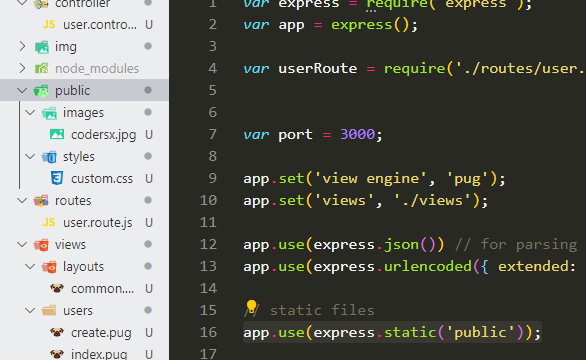 controller
user.contro... U
img
node_modules
public
images
codersx.jpg U
styles
custom.css U
routes
user.route.js U
views
layouts
common.... U
users
create.pug U
index.pug U
1 var express = require('express');
2 var app = express();
3
4 var userRoute = require('./routes/user.
5
6
7 var port = 3000;
8
9 app.set('view engine', 'pug');
10 app.set('views', './views');
11
12 app.use(express.json()) // for parsing
13 app.use(express.urlencoded({ extended:
14
15 // static files
16 app.use(express.static('public'));
17